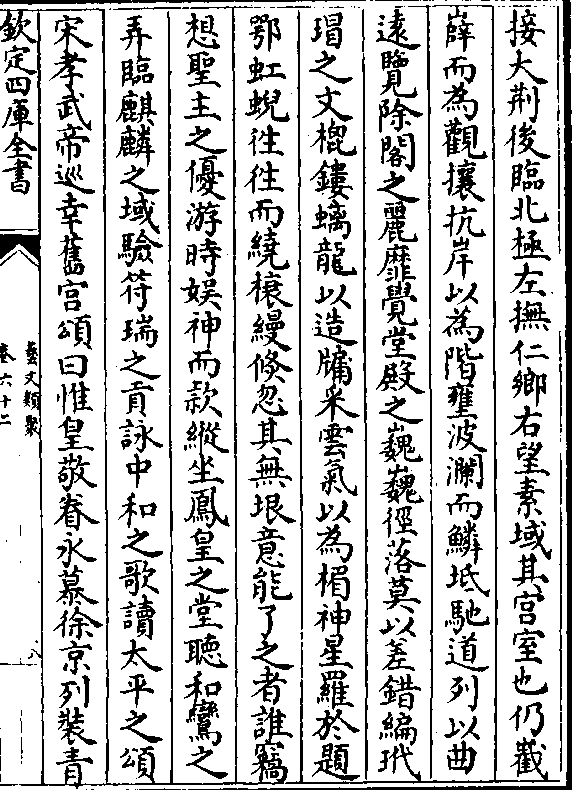 接大荆後臨北極左撫仁鄉右望素域其宮室也仍㠝
嶭而為觀攘抗岸以為階壅波瀾而鱗坻馳道列以曲
遠覽除閣之麗靡覺堂殿之巍巍徑落莫以差錯編玳
瑁之文榥鏤螭龍以造牖采雲氣以為楣神星羅於題
鄂虹蜺往往而繞榱縵倏忽其無垠意能了之者誰竊
想聖主之優游時娯神而款縱坐鳳皇之堂聽和鸞之
弄臨麒麟之域驗符瑞之貢詠中和之歌讀太平之頌
宋孝武帝巡幸舊宫頌曰惟皇敬眷永慕徐京列裝青
欽定四庫全書
藝文類聚
卷六十二
八